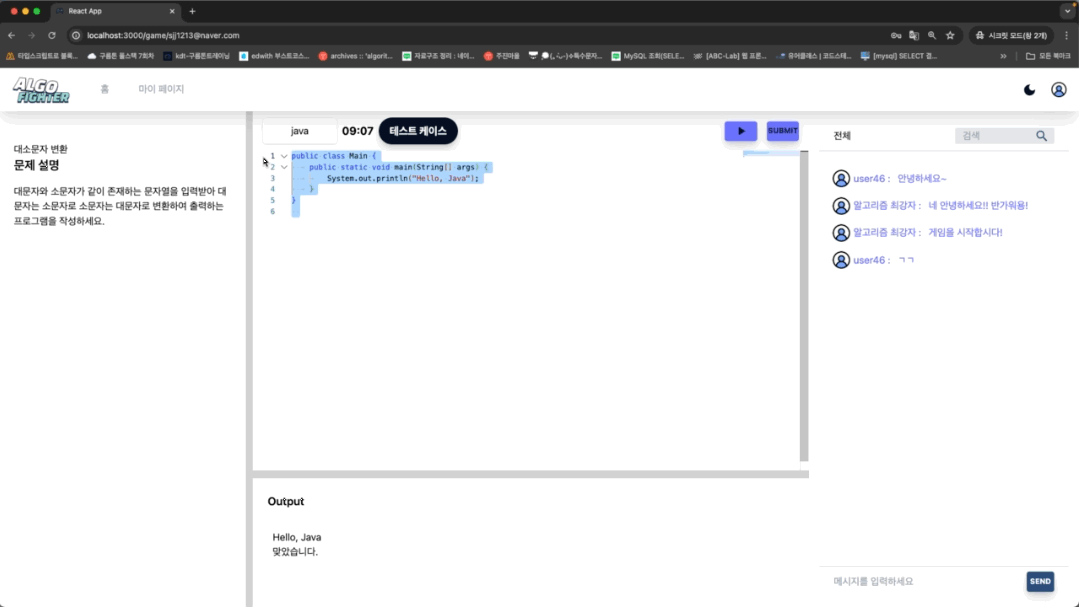 React App
localhost:3000/game/sjj1213@naver.com
시크릿 모드(창 2개)
타입스크립트로 블록...
구름톤 풀스택 7회차
kdt-구름톤트레이닝
edwith 부스트코스...
archives :: 'algorit...
자료구조 정리 : 네이...
주진마을
MySQL 조회(SELE...
[ABC-Lab] 웹 프론...
유어클래스 | 코드스테...
[mysql] SELECT 결...
모든 북마크
ALGO
FIGHTER
홈
마이 페이지
대소문자 변환
문제 설명
대문자와 소문자가 같이 존재하는 문자열을 입력받아 대
문자는 소문자로 소문자는 대문자로 변환하여 출력하는
프로그램을 작성하세요.
java
09:07
테스트 케이스
SUBMIT
1 public class Main {
2 public static void main(String[] args) {
3 System.out.println("Hello, Java");
4 }
5 }
6
Output
Hello, Java
맞았습니다.
전체
검색
user46 : 안녕하세요~
알고리즘 최강자 : 네 안녕하세요!! 반가워용!
알고리즘 최강자 : 게임을 시작합시다!
user46 : ㄱㄱ
메시지를 입력하세요
SEND